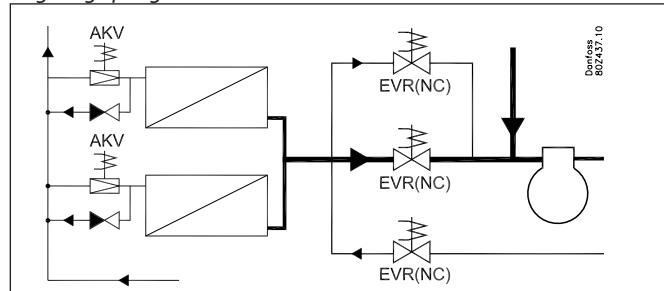 AKV
EVR(NC)
Danfoss
80Z437.10
AKV
EVR(NC)
EVR(NC)